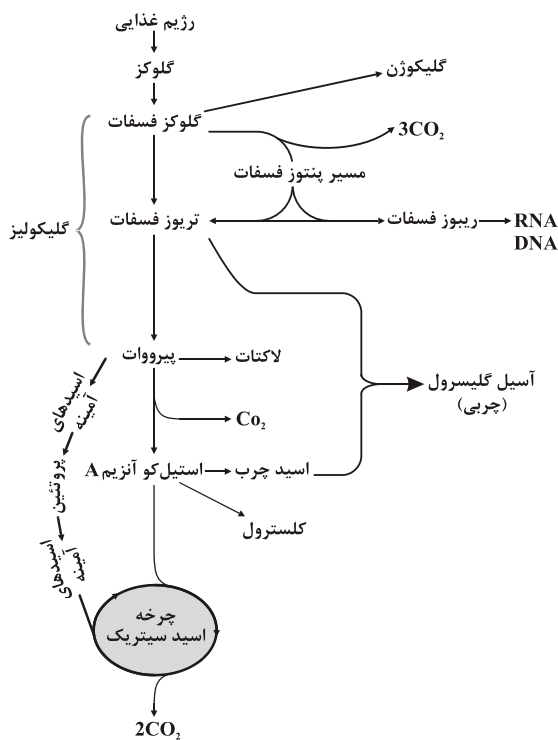 رژیم غذایی
گلوکز
گلیکوژن
گلوکز فسفات
3CO₂
مسیر پنتوز فسفات
گلیکولیز
تریوز فسفات
ریبوز فسفات
RNA
DNA
پیرووات
لاکتات
آسیل گلیسرول
(چربی)
اسیدهای
آمینه
Co₂
پروتئین
استیل کو آنزیم A
اسید چرب
کلسترول
اسیدهای
آمینه
چرخه
اسید سیتریک
2CO₂